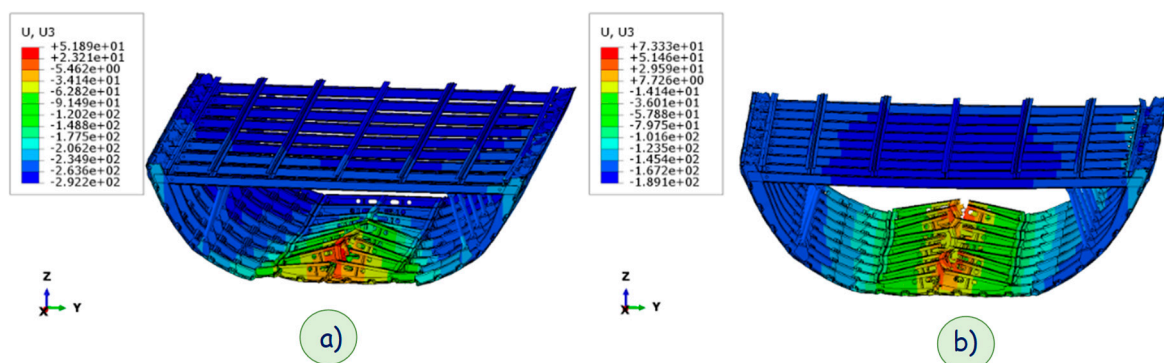 U, U3
+5.189e+01
+2.321e+01
-5.462e+00
-3.414e+01
-6.282e+01
-9.149e+01
-1.202e+02
-1.488e+02
-1.775e+02
-2.062e+02
-2.349e+02
-2.636e+02
-2.922e+02
Z
X
Y
a)
U, U3
+7.333e+01
+5.146e+01
+2.959e+01
+7.726e+00
-1.414e+01
-3.601e+01
-5.788e+01
-7.975e+01
-1.016e+02
-1.235e+02
-1.454e+02
-1.672e+02
-1.891e+02
Z
X
Y
b)